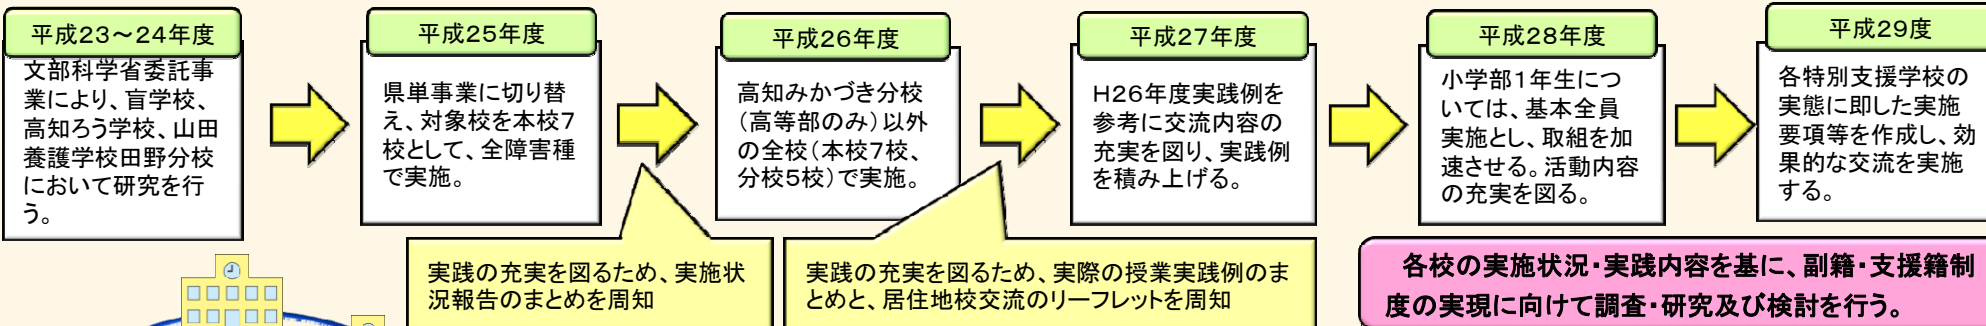 平成23～24年度
文部科学省委託事
業により、盲学校、
高知ろう学校、山田
養護学校田野分校
において研究を行
う。
平成25年度
県単事業に切り替
え、対象校を本校7
校として、全障害種
で実施。
平成26年度
高知みかづき分校
（高等部のみ）以外
の全校（本校7校、
分校5校）で実施。
平成27年度
H26年度実践例を
参考に交流内容の
充実を図り、実践例
を積み上げる。
平成28年度
小学部1年生につ
いては、基本全員
実施とし、取組を加
速させる。活動内容
の充実を図る。
平成29度
各特別支援学校の
実態に即した実施
要項等を作成し、効
果的な交流を実施
する。
実践の充実を図るため、実施状
況報告のまとめを周知
実践の充実を図るため、実際の授業実践例のま
とめと、居住地校交流のリーフレットを周知
各校の実施状況・実践内容を基に、副籍・支援籍制
度の実現に向けて調査・研究及び検討を行う。